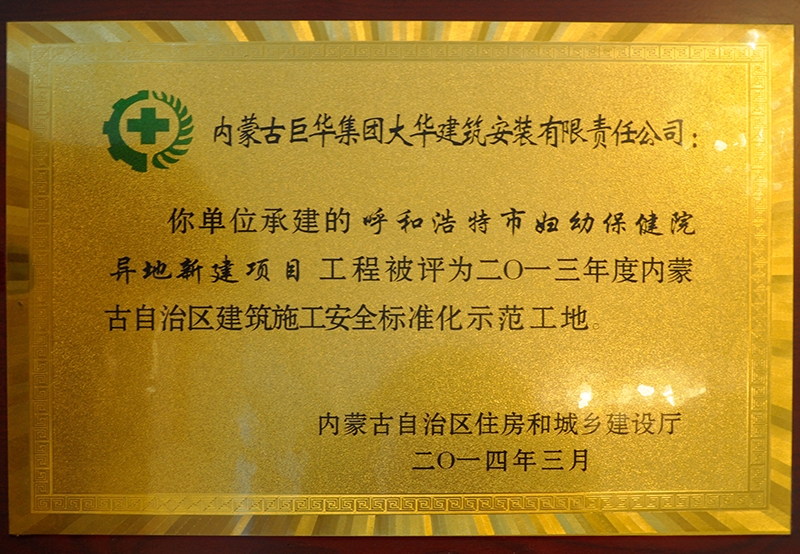 内蒙古巨华集团大华建筑安装有限责任公司：
你单位承建的呼和浩特市妇幼保健院
异地新建项目 工程被评为二〇一三年度内蒙
古自治区建筑施工安全标准化示范工地。
内蒙古自治区住房和城乡建设厅
二〇一四年三月